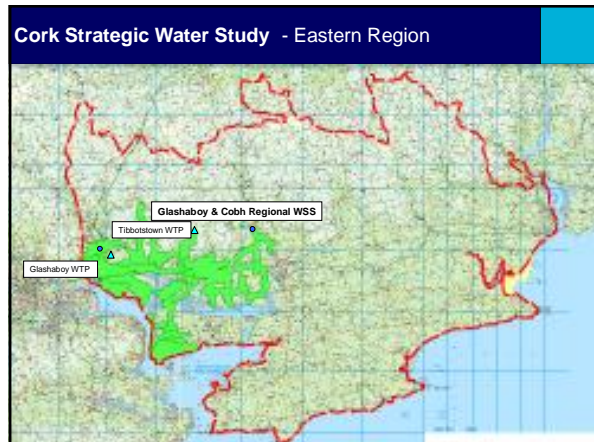 Cork Strategic Water Study - Eastern Region
Glashaboy & Cobh Regional WSS
Tibbotstown WTP
Glashaboy WTP